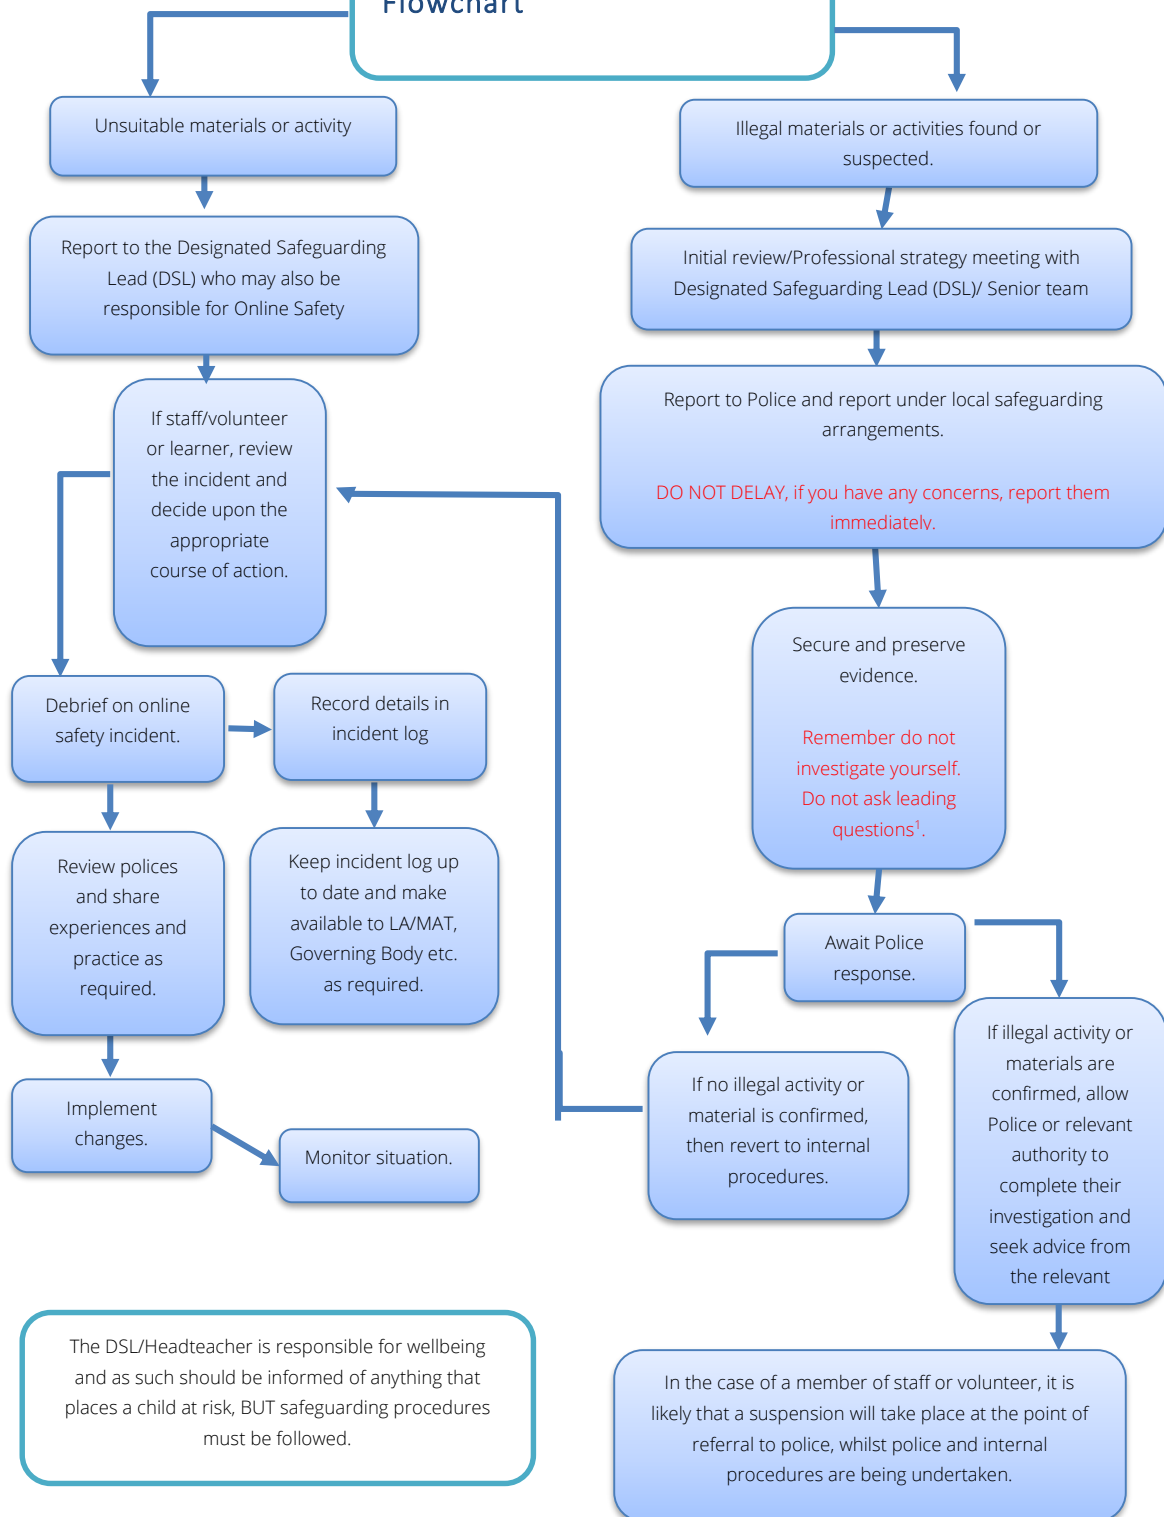 Flowchart
Unsuitable materials or activity
Illegal materials or activities found or
suspected.
Report to the Designated Safeguarding
Lead (DSL) who may also be
responsible for Online Safety
Initial review/Professional strategy meeting with
Designated Safeguarding Lead (DSL)/ Senior team
If staff/volunteer
or learner, review
the incident and
decide upon the
appropriate
course of action.
Report to Police and report under local safeguarding
arrangements.
DO NOT DELAY, if you have any concerns, report them
immediately.
Secure and preserve
evidence.
Remember do not
investigate yourself.
Do not ask leading
questions¹.
Debrief on online
safety incident.
Record details in
incident log
Review polices
and share
experiences and
practice as
required.
Keep incident log up
to date and make
available to LA/MAT,
Governing Body etc.
as required.
Await Police
response.
Implement
changes.
Monitor situation.
If no illegal activity or
material is confirmed,
then revert to internal
procedures.
If illegal activity or
materials are
confirmed, allow
Police or relevant
authority to
complete their
investigation and
seek advice from
the relevant
The DSL/Headteacher is responsible for wellbeing
and as such should be informed of anything that
places a child at risk, BUT safeguarding procedures
must be followed.
In the case of a member of staff or volunteer, it is
likely that a suspension will take place at the point of
referral to police, whilst police and internal
procedures are being undertaken.